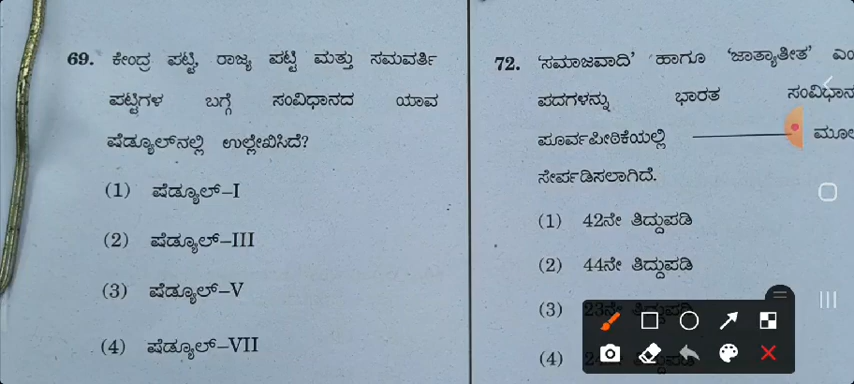 69. ಕೇಂದ್ರ ಪಟ್ಟಿ, ರಾಜ್ಯ ಪಟ್ಟಿ ಮತ್ತು ಸಮವರ್ತಿ
ಪಟ್ಟಿಗಳ ಬಗ್ಗೆ ಸಂವಿಧಾನದ ಯಾವ
ಷೆಡ್ಯೂಲ್‌ನಲ್ಲಿ ಉಲ್ಲೇಖಿಸಿದೆ?
(1) ಷೆಡ್ಯೂಲ್–I
(2) ಷೆಡ್ಯೂಲ್–III
(3) ಷೆಡ್ಯೂಲ್–V
(4) ಷೆಡ್ಯೂಲ್–VII
72. ‘ಸಮಾಜವಾದಿ’ ಹಾಗೂ ‘ಜಾತ್ಯಾತೀತ’
ಪದಗಳನ್ನು ಭಾರತ ಸಂವಿಧಾನ
ಪೂರ್ವಪೀಠಿಕೆಯಲ್ಲಿ
ಸೇರ್ಪಡಿಸಲಾಗಿದೆ.
(1) 42ನೇ ತಿದ್ದುಪಡಿ
(2) 44ನೇ ತಿದ್ದುಪಡಿ
(3)
(4)